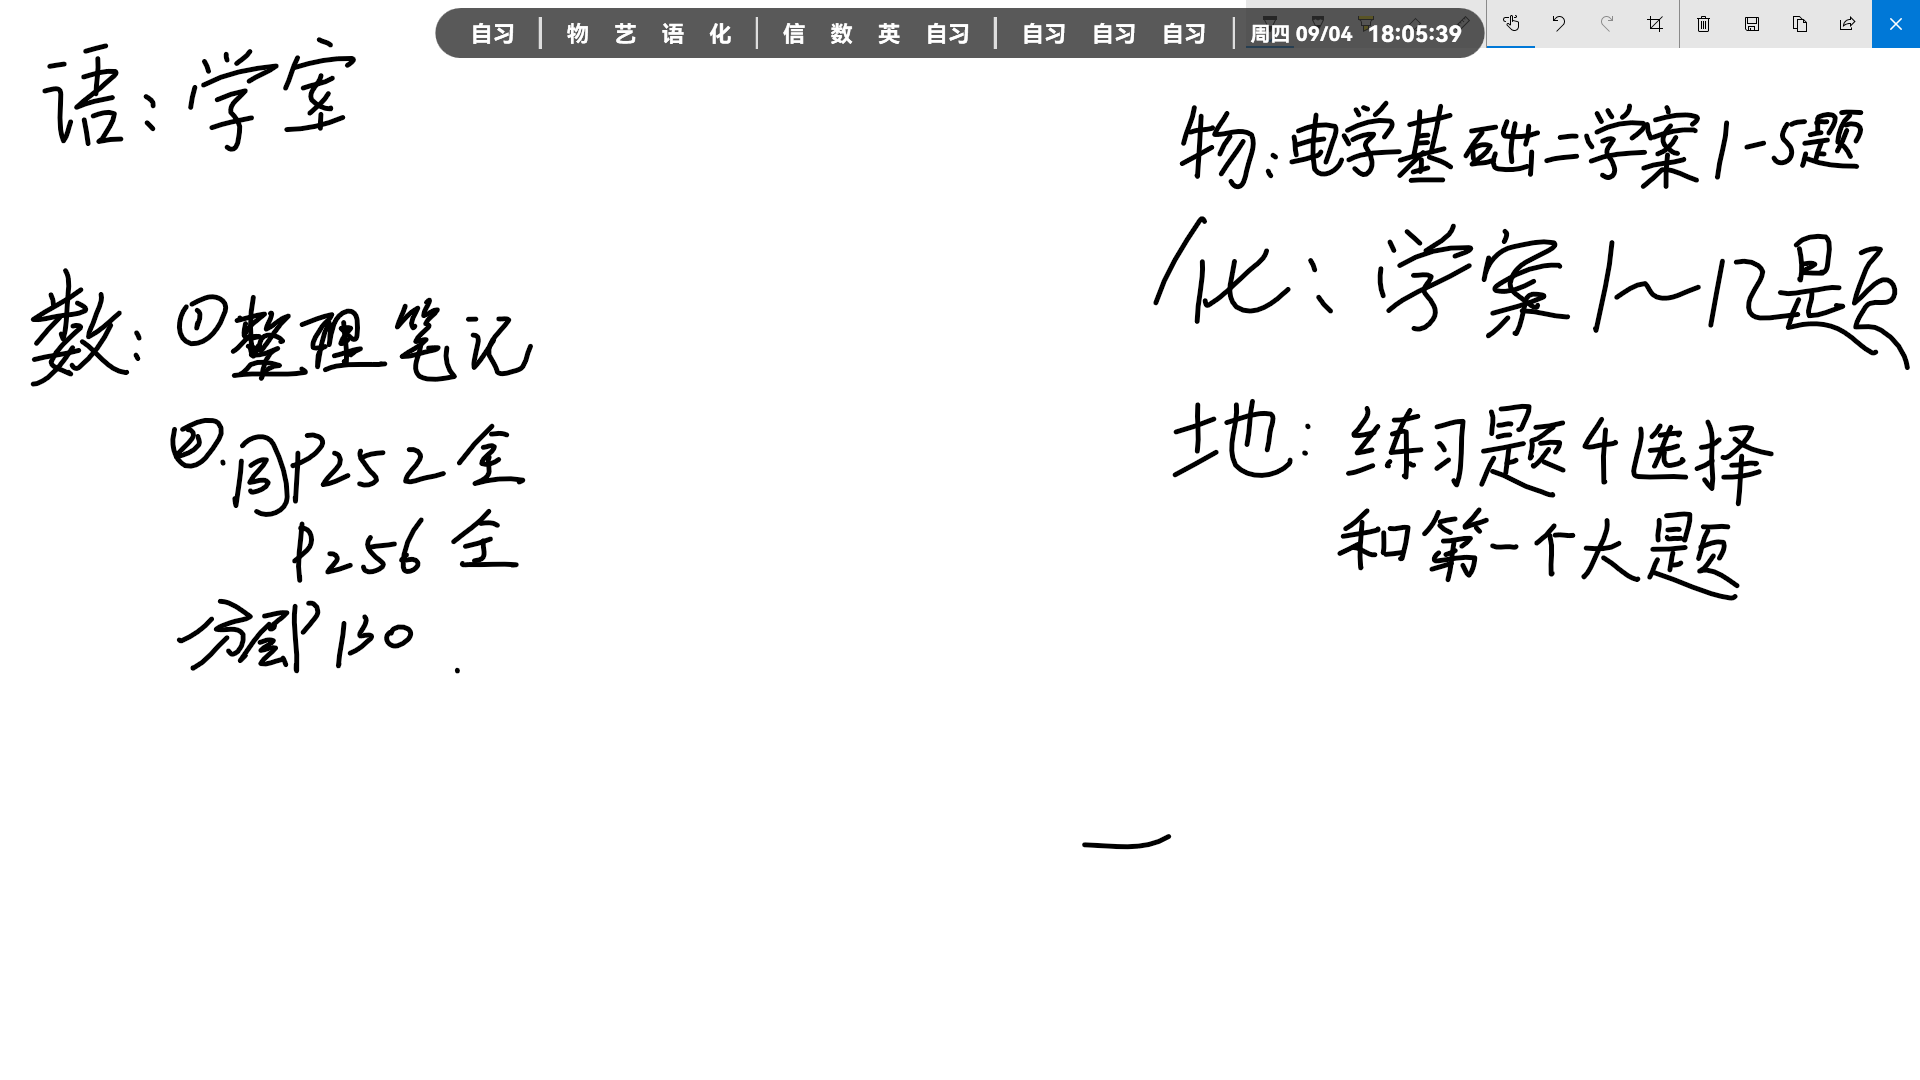 自习 | 物 艺 语 化 | 信 数 英 自习 | 自习 自习 自习 | 周四 09/04 18:05:39
语：学案
数：①整理笔记
②.同P252全
P256全
分层P130.
物：电学基础二学案1-5题
化：学案1～12题
地：练习题4选择
和第一个大题